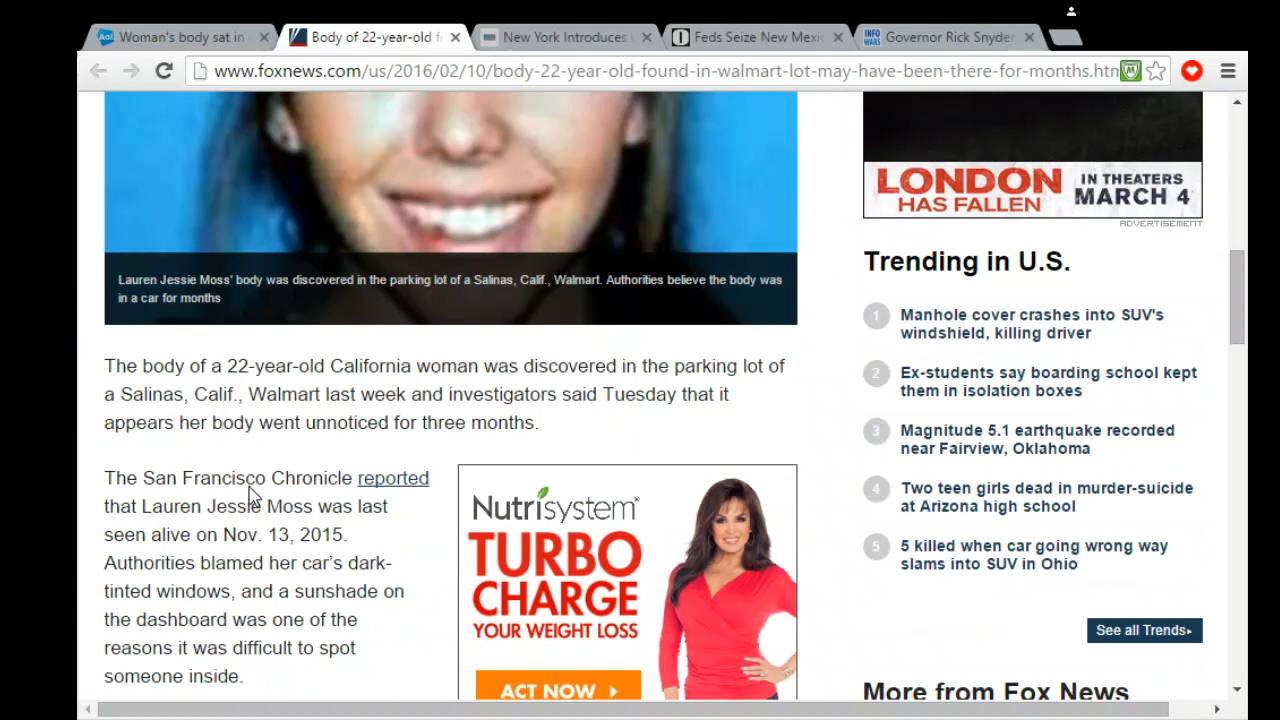 Aol
Woman's body sat in
Body of 22-year-old f
New York Introduces
Feds Seize New Mexi
INFO
WARS
Governor Rick Snyder
www.foxnews.com/us/2016/02/10/body-22-year-old-found-in-walmart-lot-may-have-been-there-for-months.htm
Lauren Jessie Moss' body was discovered in the parking lot of a Salinas, Calif., Walmart. Authorities believe the body was
in a car for months
The body of a 22-year-old California woman was discovered in the parking lot of
a Salinas, Calif., Walmart last week and investigators said Tuesday that it
appears her body went unnoticed for three months.
The San Francisco Chronicle reported
that Lauren Jessie Moss was last
seen alive on Nov. 13, 2015.
Authorities blamed her car's dark-
tinted windows, and a sunshade on
the dashboard was one of the
reasons it was difficult to spot
someone inside.
Nutrisystem®
TURBO
CHARGE
YOUR WEIGHT LOSS
ACT NOW
LONDON
HAS FALLEN
IN THEATERS
MARCH 4
ADVERTISEMENT
Trending in U.S.
1 Manhole cover crashes into SUV's
windshield, killing driver
2 Ex-students say boarding school kept
them in isolation boxes
3 Magnitude 5.1 earthquake recorded
near Fairview, Oklahoma
4 Two teen girls dead in murder-suicide
at Arizona high school
5 5 killed when car going wrong way
slams into SUV in Ohio
See all Trends
More from Fox News